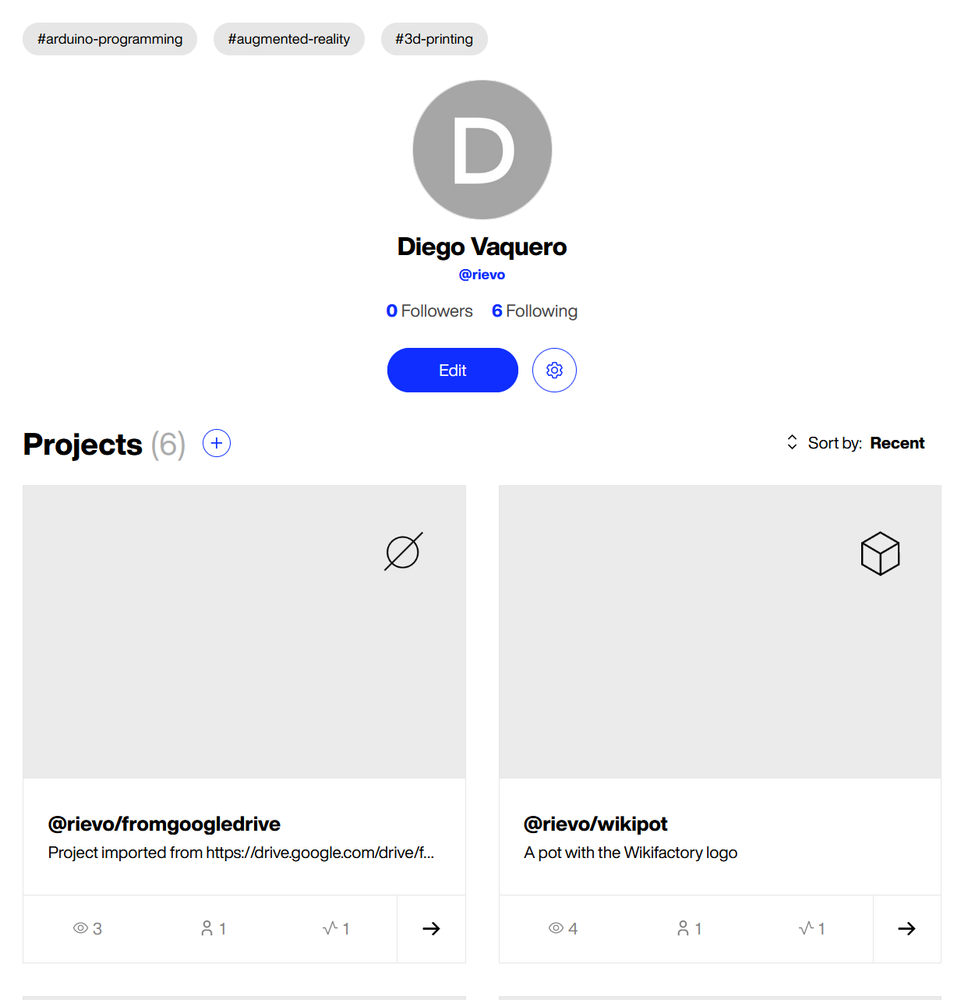 #arduino-programming #augmented-reality #3d-printing
D
Diego Vaquero
@rievo
0 Followers 6 Following
Edit
Projects (6)
Sort by: Recent
@rievo/fromgoogledrive
Project imported from https://drive.google.com/drive/f...
3 1 1
@rievo/wikipot
A pot with the Wikifactory logo
4 1 1